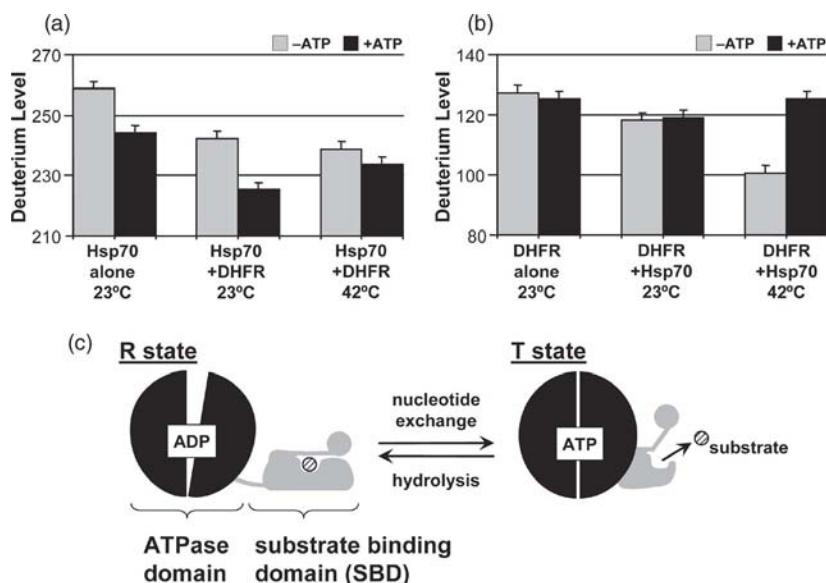 (a)
–ATP +ATP
Deuterium Level
270
250
230
210
Hsp70
alone
23ºC
Hsp70
+DHFR
23ºC
Hsp70
+DHFR
42ºC
(b)
–ATP +ATP
Deuterium Level
140
120
100
80
DHFR
alone
23ºC
DHFR
+Hsp70
23ºC
DHFR
+Hsp70
42ºC
(c)
R state
ADP
nucleotide
exchange
hydrolysis
T state
ATP
substrate
ATPase
domain
substrate binding
domain (SBD)